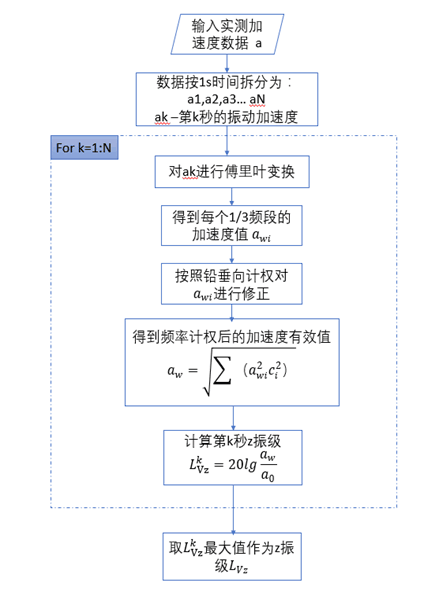 输入实测加
速度数据 a
数据按1s时间拆分为：
a1,a2,a3... aN
ak –第k秒的振动加速度
For k=1:N
对ak进行傅里叶变换
得到每个1/3频段的
加速度值 a_{wi}
按照铅垂向计权对
a_{wi}进行修正
得到频率计权后的加速度有效值
a_w = √∑（a_{wi}^2 c_i^2）
计算第k秒z振级
L_{Vz}^k = 20lg a_w/a_0
取L_{Vz}^k最大值作为z振
级L_{Vz}